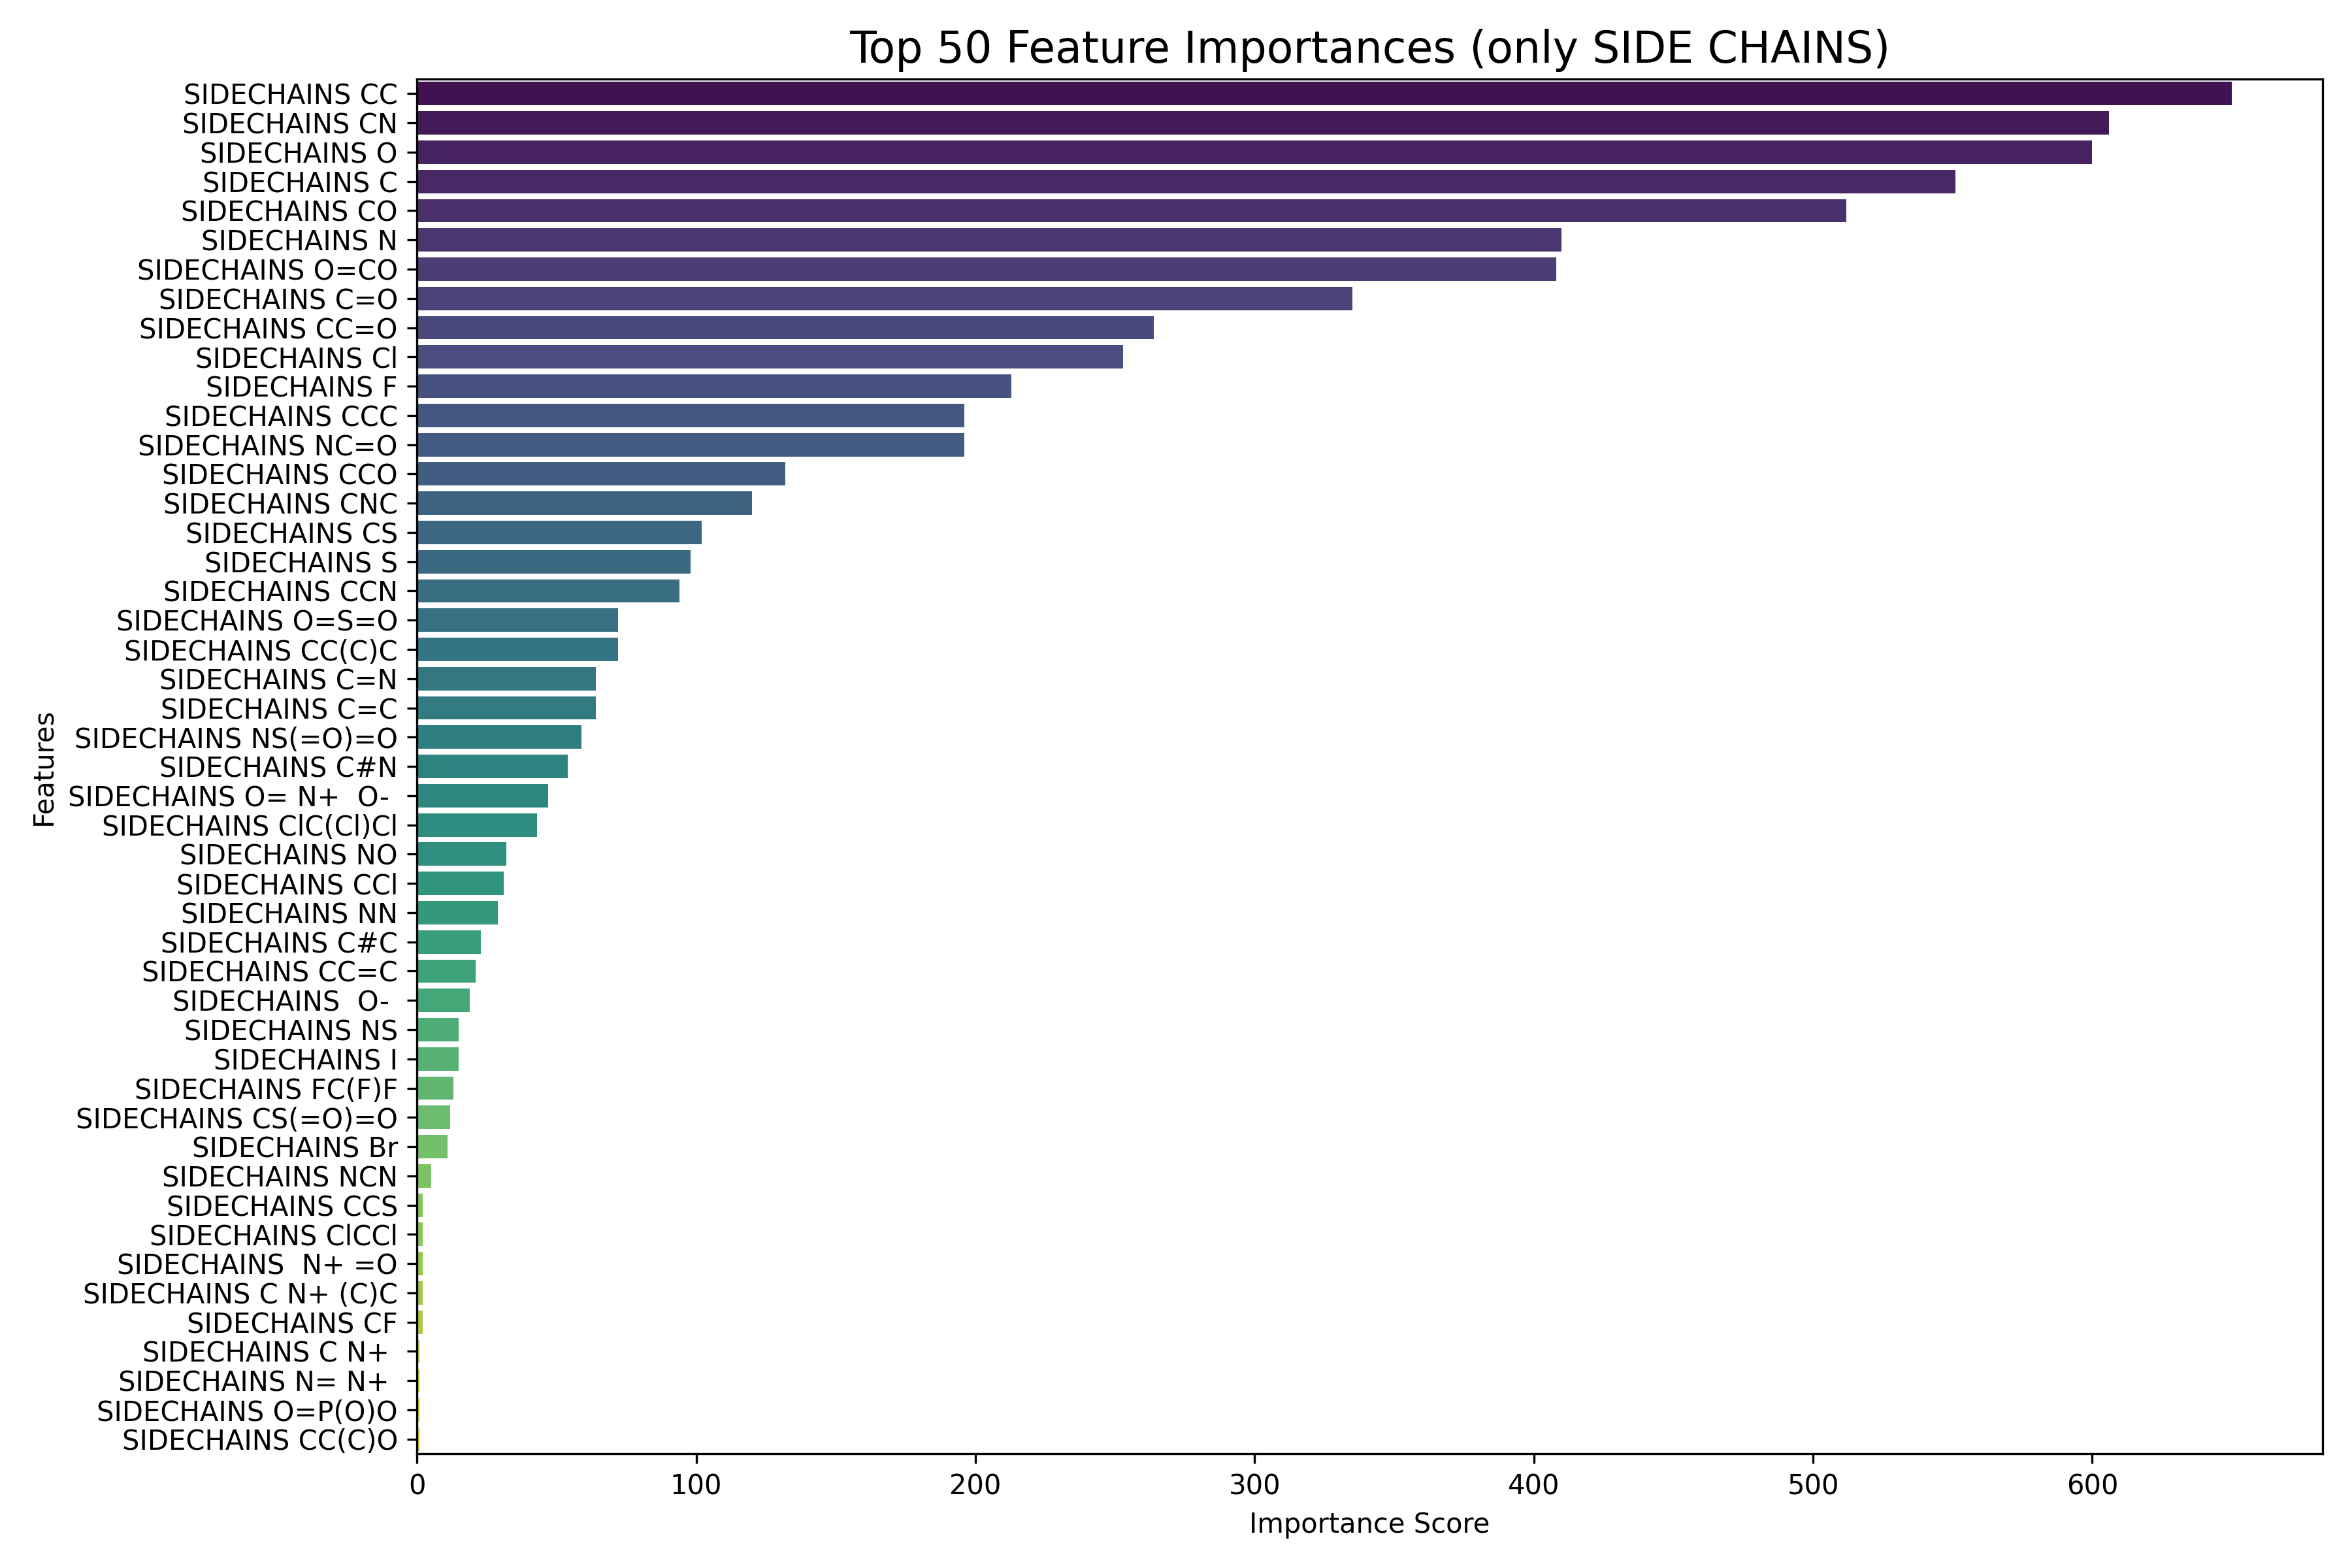 Top 50 Feature Importances (only SIDE CHAINS)
SIDECHAINS CC
SIDECHAINS CN
SIDECHAINS O
SIDECHAINS C
SIDECHAINS CO
SIDECHAINS N
SIDECHAINS O=CO
SIDECHAINS C=O
SIDECHAINS CC=O
SIDECHAINS Cl
SIDECHAINS F
SIDECHAINS CCC
SIDECHAINS NC=O
SIDECHAINS CCO
SIDECHAINS CNC
SIDECHAINS CS
SIDECHAINS S
SIDECHAINS CCN
SIDECHAINS O=S=O
SIDECHAINS CC(C)C
SIDECHAINS C=N
SIDECHAINS C=C
SIDECHAINS NS(=O)=O
SIDECHAINS C#N
SIDECHAINS O= N+  O-
SIDECHAINS ClC(Cl)Cl
SIDECHAINS NO
SIDECHAINS CCl
SIDECHAINS NN
SIDECHAINS C#C
SIDECHAINS CC=C
SIDECHAINS  O-
SIDECHAINS NS
SIDECHAINS I
SIDECHAINS FC(F)F
SIDECHAINS CS(=O)=O
SIDECHAINS Br
SIDECHAINS NCN
SIDECHAINS CCS
SIDECHAINS ClCCl
SIDECHAINS  N+ =O
SIDECHAINS C N+ (C)C
SIDECHAINS CF
SIDECHAINS C N+
SIDECHAINS N= N+
SIDECHAINS O=P(O)O
SIDECHAINS CC(C)O
Features
0 100 200 300 400 500 600
Importance Score